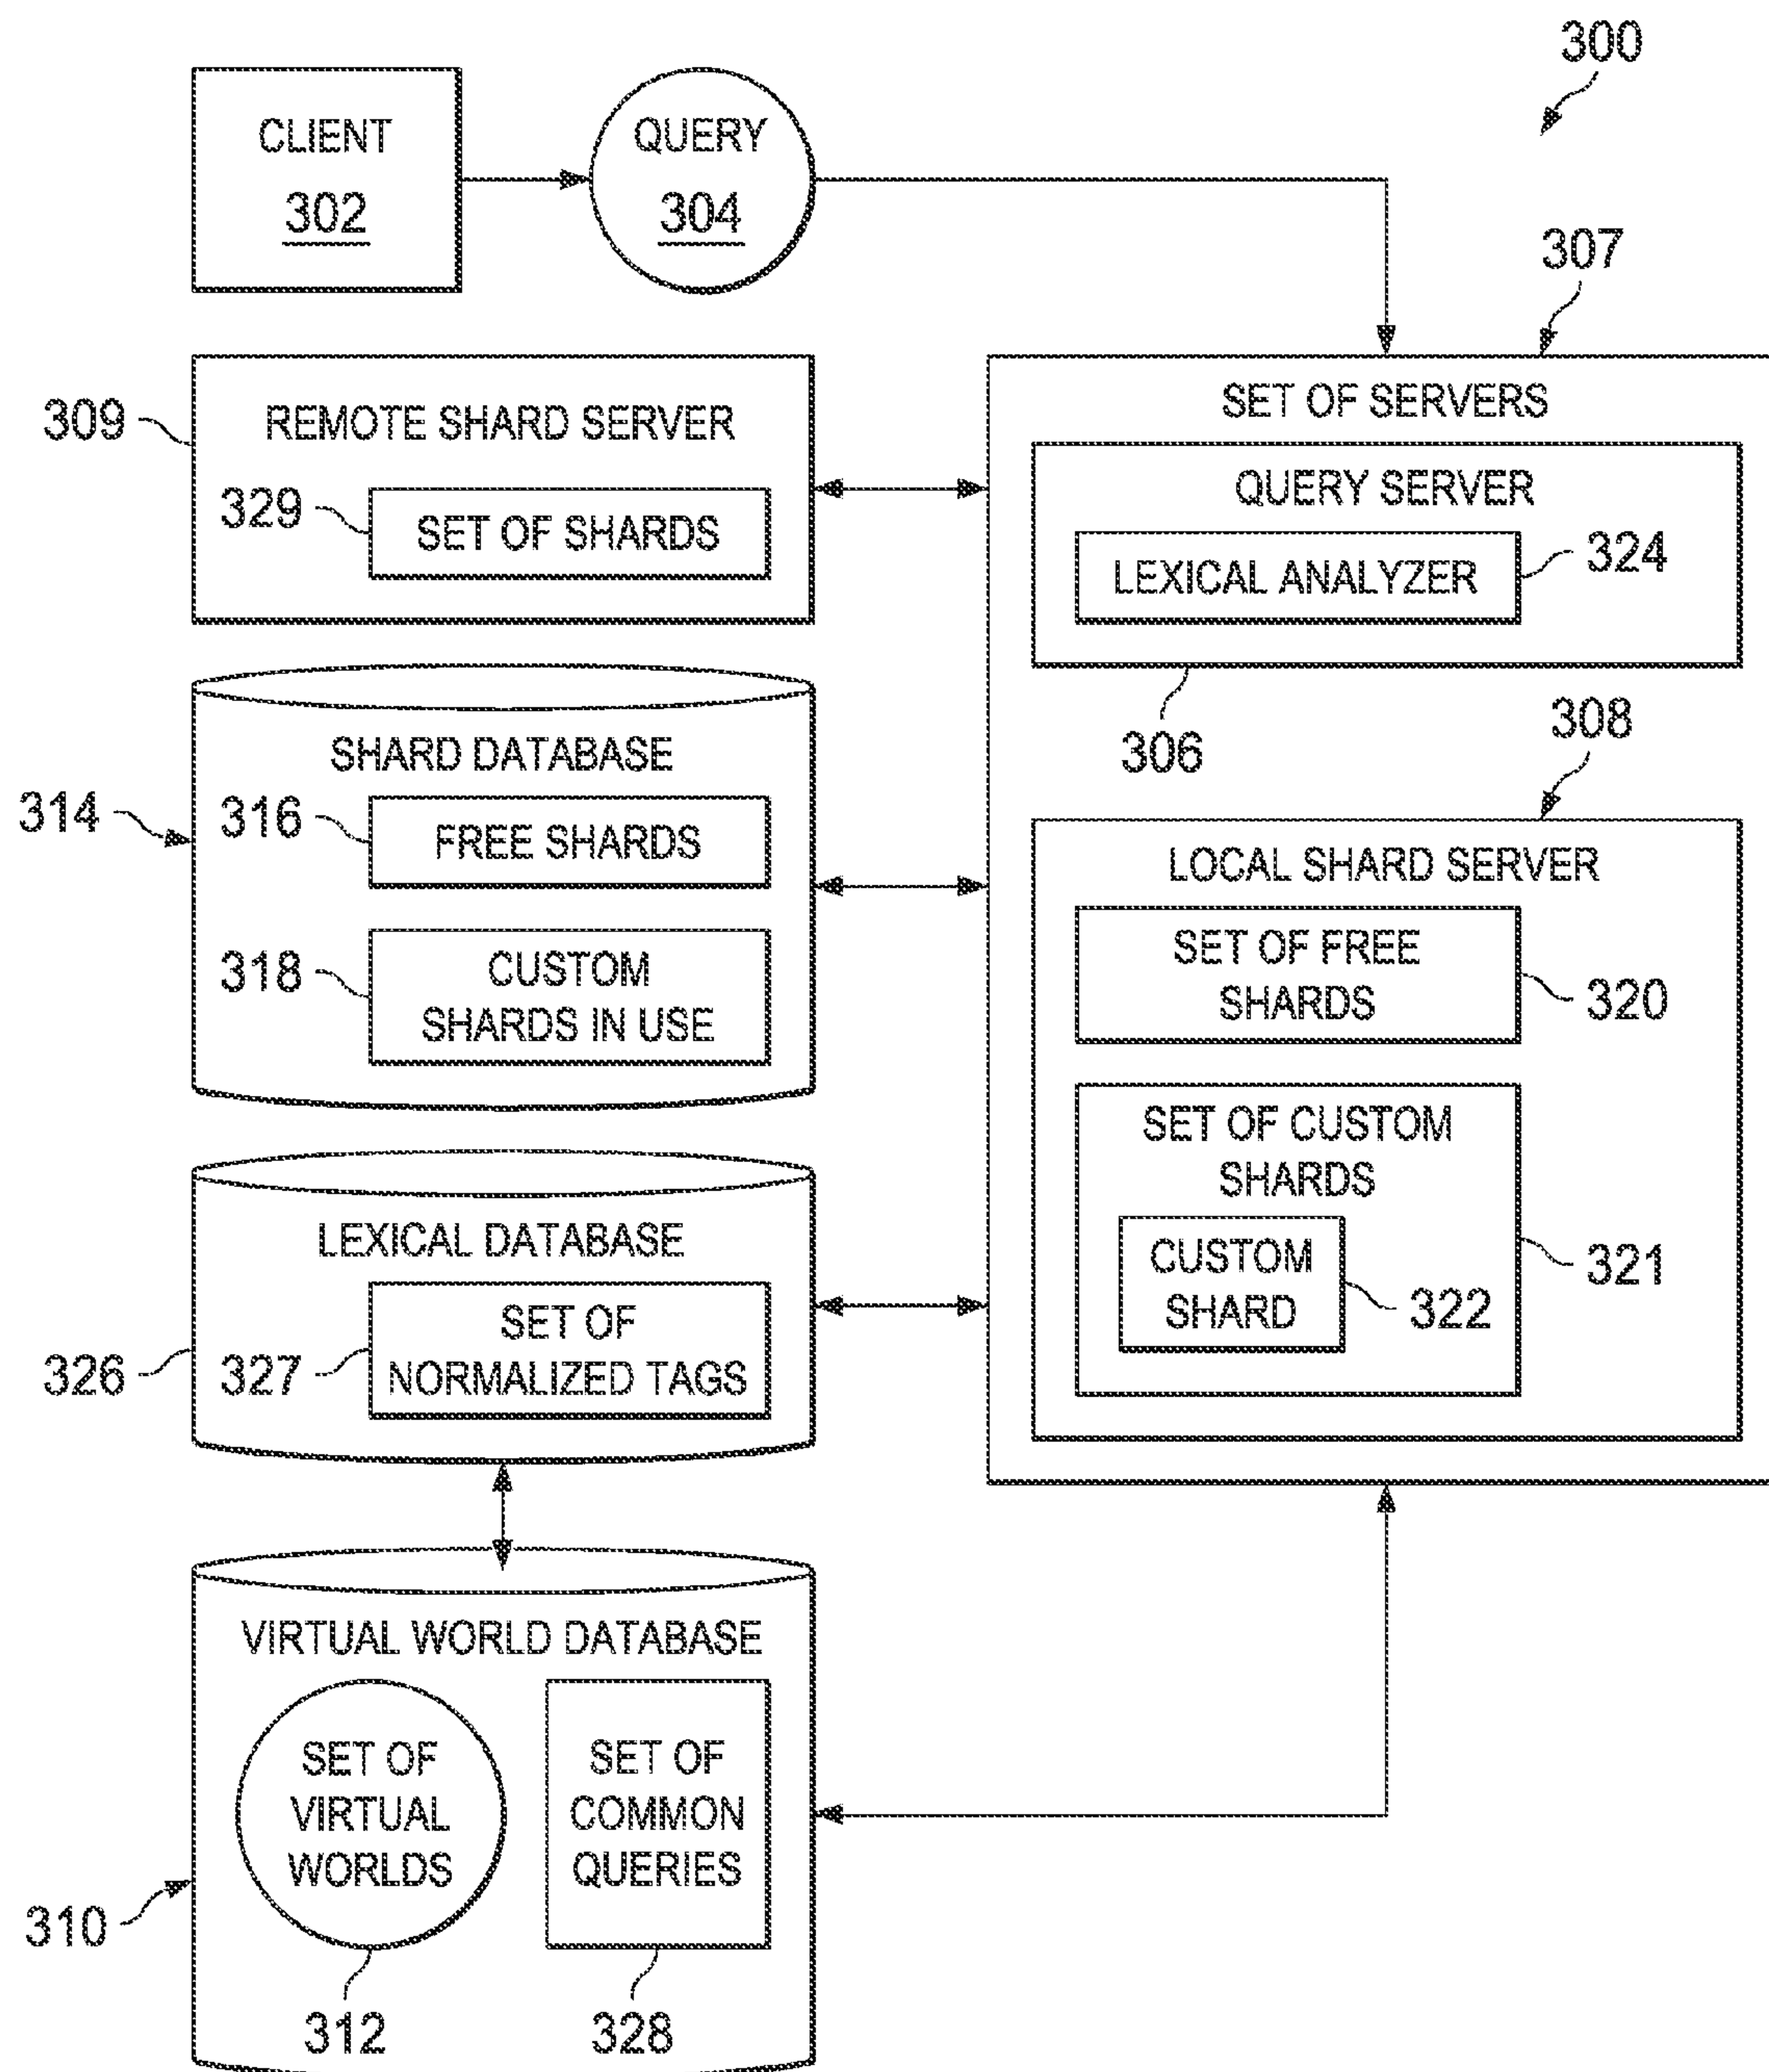 300
CLIENT
302
QUERY
304
307
309
REMOTE SHARD SERVER
329
SET OF SHARDS
SET OF SERVERS
QUERY SERVER
LEXICAL ANALYZER
324
306
308
314
SHARD DATABASE
316
FREE SHARDS
318
CUSTOM
SHARDS IN USE
LOCAL SHARD SERVER
SET OF FREE
SHARDS
320
SET OF CUSTOM
SHARDS
321
CUSTOM
SHARD
322
LEXICAL DATABASE
326
327
SET OF
NORMALIZED TAGS
VIRTUAL WORLD DATABASE
310
SET OF
VIRTUAL
WORLDS
SET OF
COMMON
QUERIES
312
328